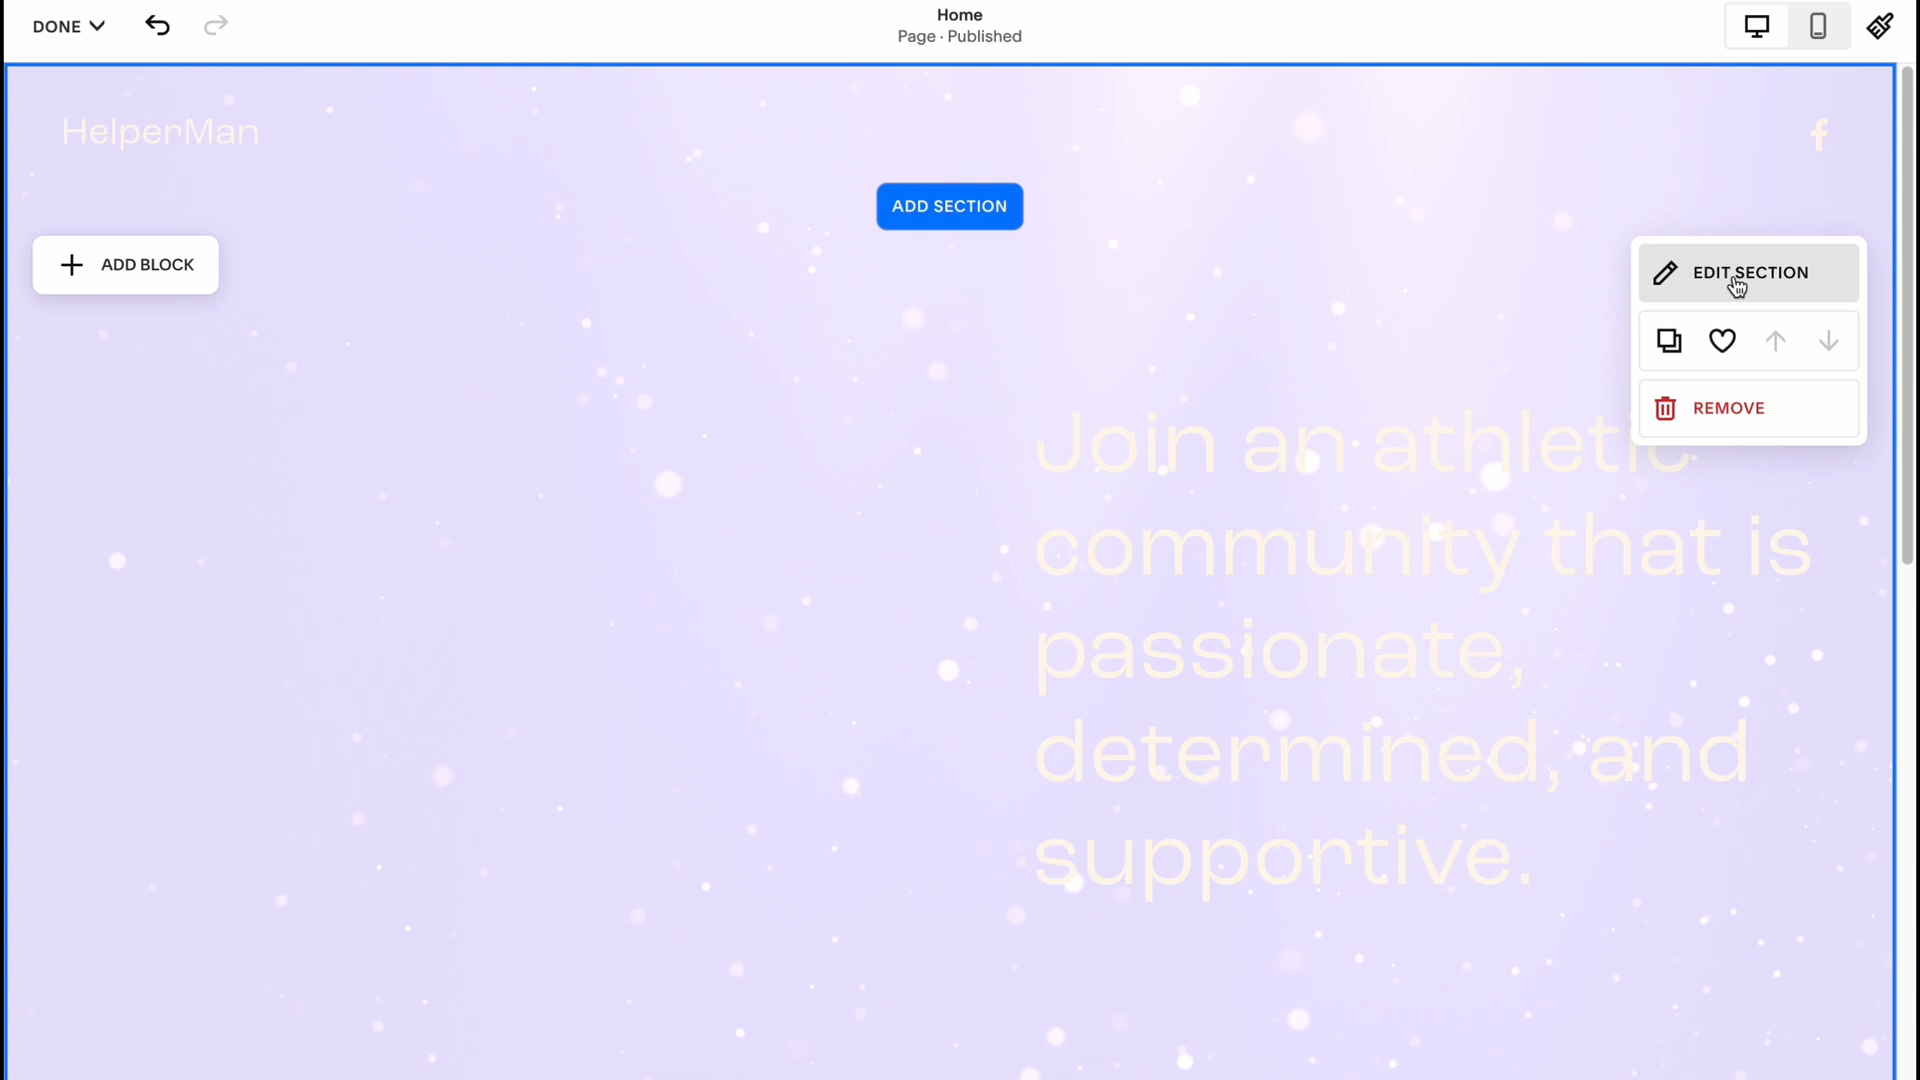 DONE
Home
Page · Published
HelperMan
f
ADD SECTION
ADD BLOCK
EDIT SECTION
REMOVE
Join an athletic
community that is
passionate,
determined, and
supportive.